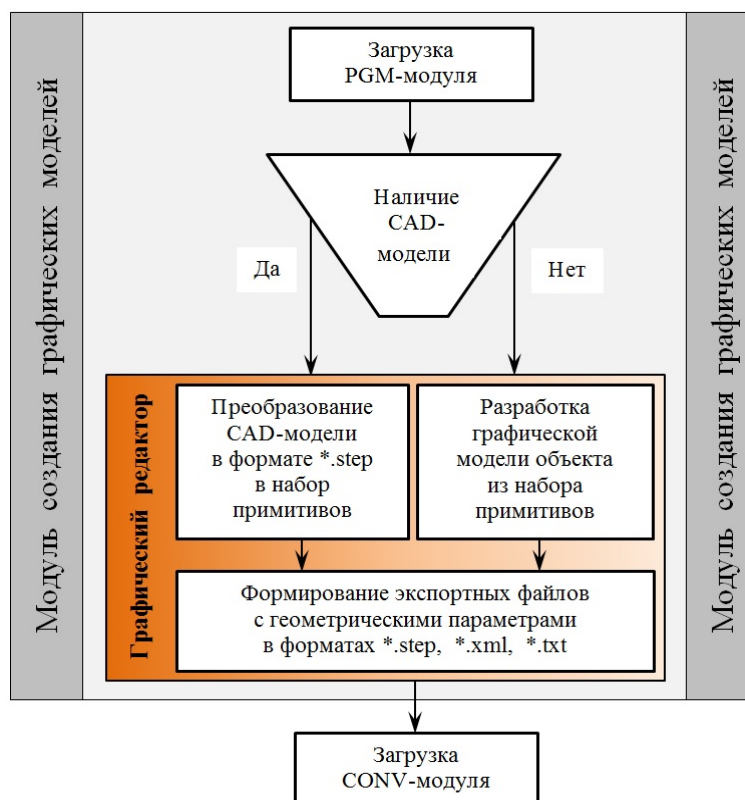 Модуль создания графических моделей
Загрузка
PGM-модуля
Наличие
CAD-
модели
Да
Нет
Графический редактор
Преобразование
CAD-модели
в формате *.step
в набор
примитивов
Разработка
графической
модели объекта
из набора
примитивов
Формирование экспортных файлов
с геометрическими параметрами
в форматах *.step, *.xml, *.txt
Модуль создания графических моделей
Загрузка
CONV-модуля